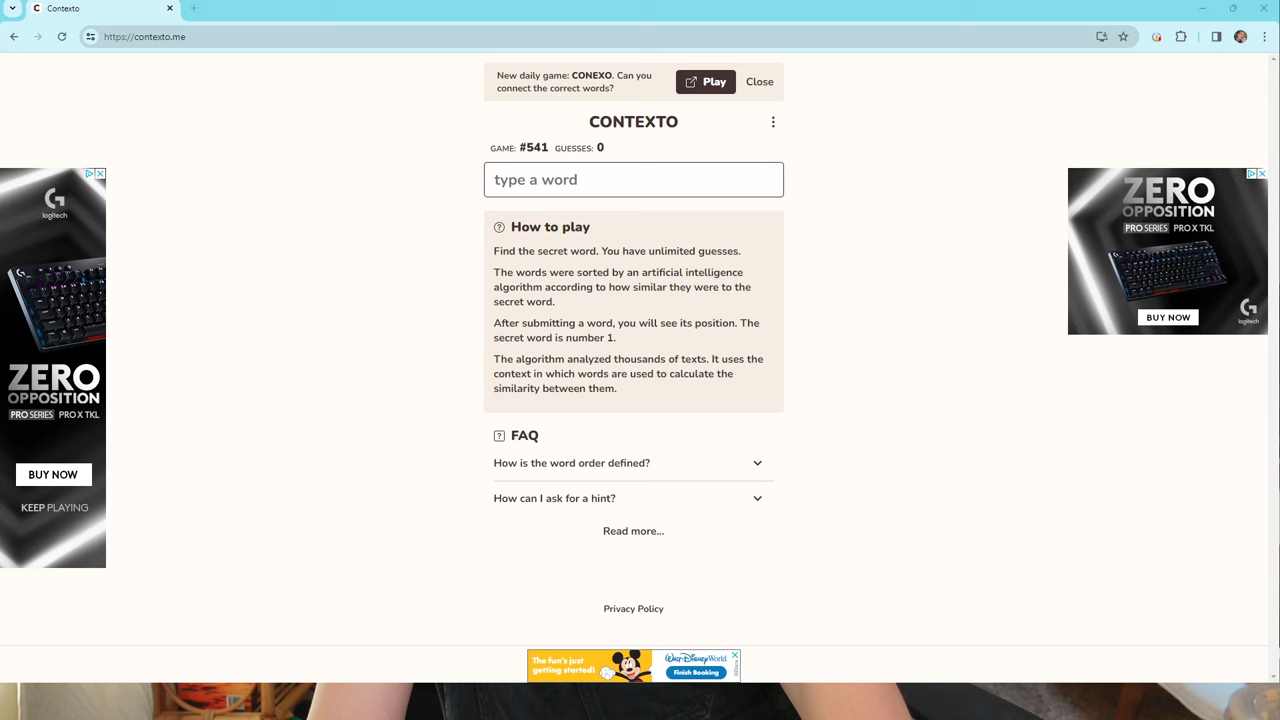 Contexto
https://contexto.me
New daily game: CONEXO. Can you
connect the correct words?
Play
Close
CONTEXTO
GAME: #541 GUESSES: 0
type a word
How to play
Find the secret word. You have unlimited guesses.
The words were sorted by an artificial intelligence
algorithm according to how similar they were to the
secret word.
After submitting a word, you will see its position. The
secret word is number 1.
The algorithm analyzed thousands of texts. It uses the
context in which words are used to calculate the
similarity between them.
FAQ
How is the word order defined?
How can I ask for a hint?
Read more...
Privacy Policy
logitech
ZERO
OPPOSITION
PRO SERIES PRO X TKL
BUY NOW
KEEP PLAYING
ZERO
OPPOSITION
PRO SERIES PRO X TKL
BUY NOW
logitech
The fun's just
getting started!
Walt Disney World
Finish Booking